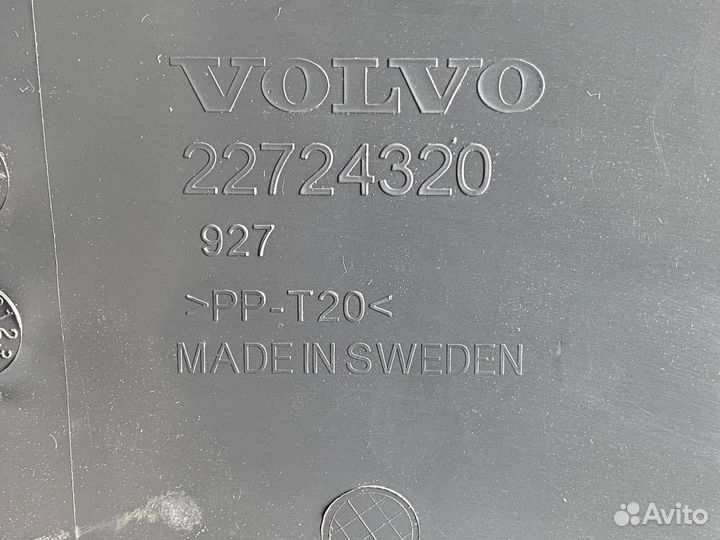 VOLVO
22724320
927
>PP-T20<
MADE IN SWEDEN
Avito